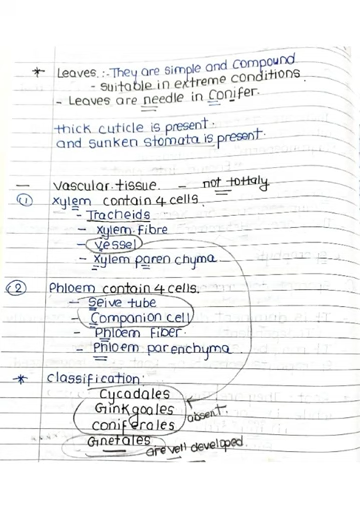 * Leaves :- They are simple and compound
- suitable in extreme conditions.
- Leaves are needle in conifer.
thick cuticle is present.
and sunken stomata is present.
- Vascular tissue. - not tottaly
① Xylem contain 4 cells.
- Tracheids
- Xylem fibre
- Vessel
- Xylem paren chyma
② Phloem contain 4 cells.
- Seive tube
- Companion cell
- Phloem fiber
- Phloem parenchyma
* Classification:
Cycadales
Ginkgoales
coniferales absent.
Gnetales are vell developed.